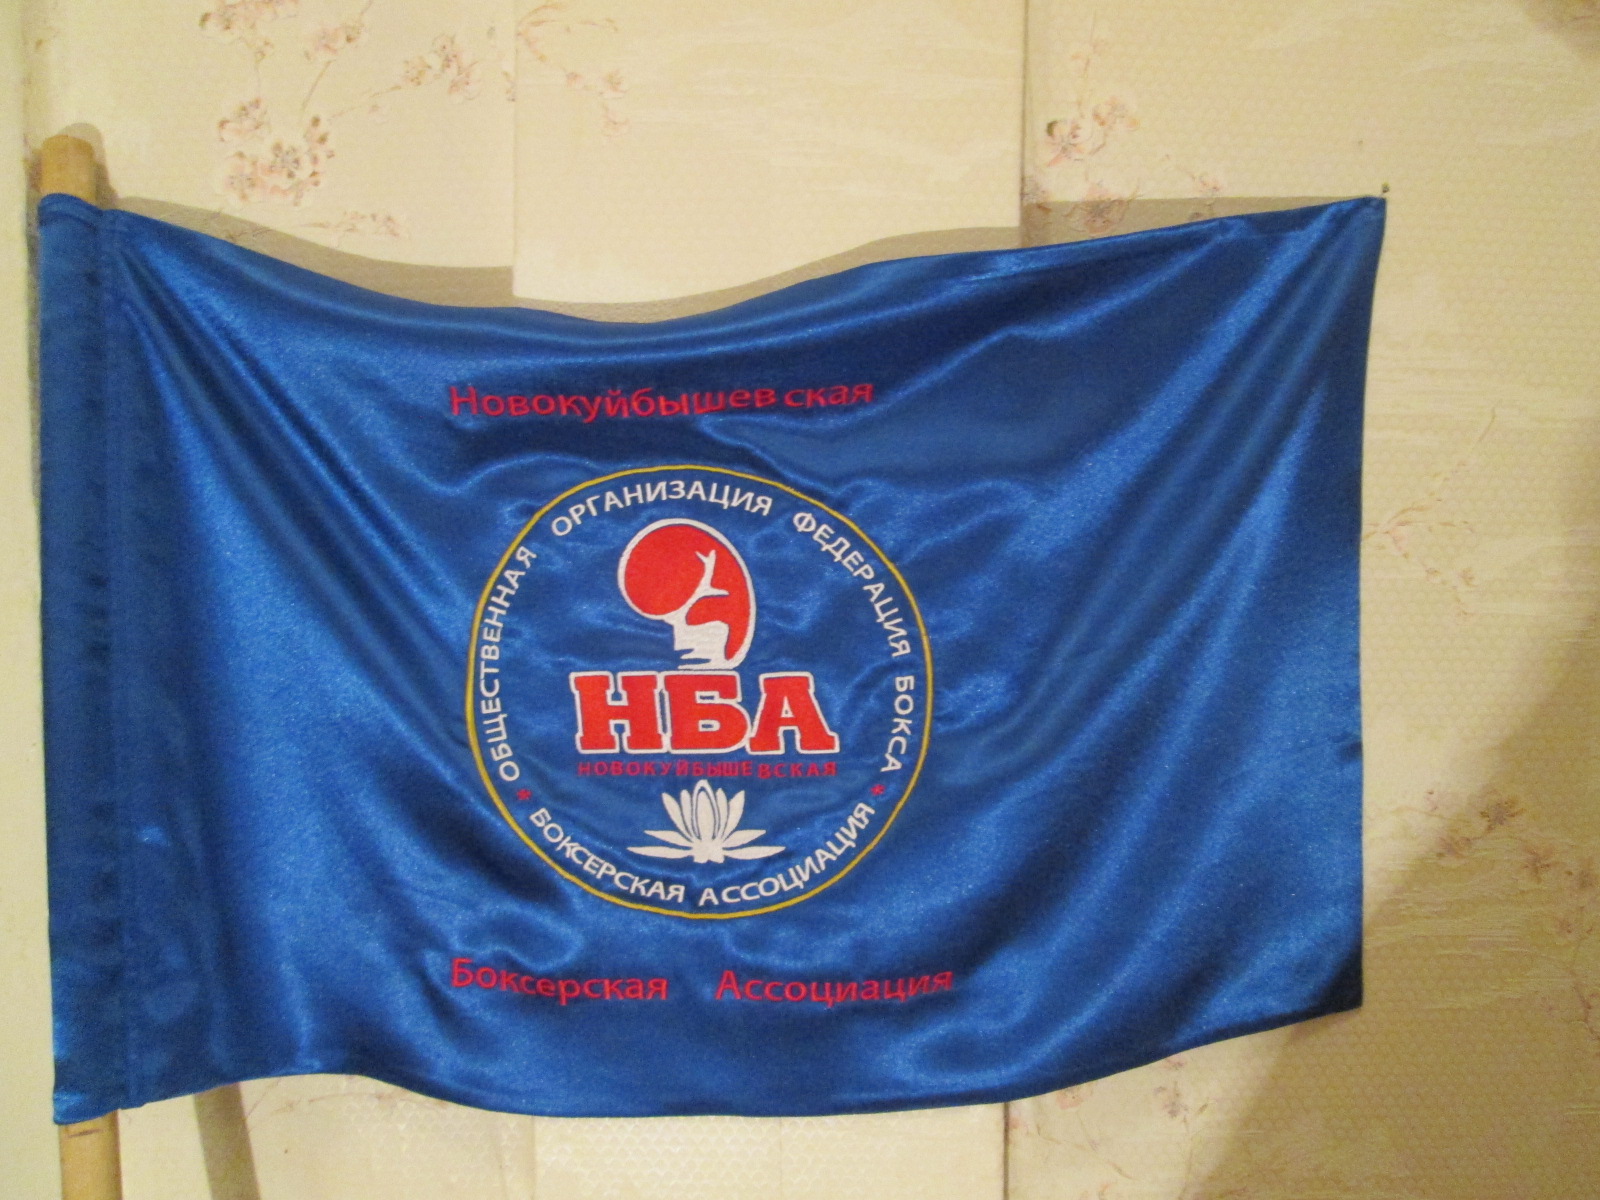 Новокуйбышевская
ОБЩЕСТВЕННАЯ ОРГАНИЗАЦИЯ ФЕДЕРАЦИЯ БОКСА
НБА
НОВОКУЙБЫШЕВСКАЯ
* БОКСЕРСКАЯ АССОЦИАЦИЯ *
Боксерская Ассоциация